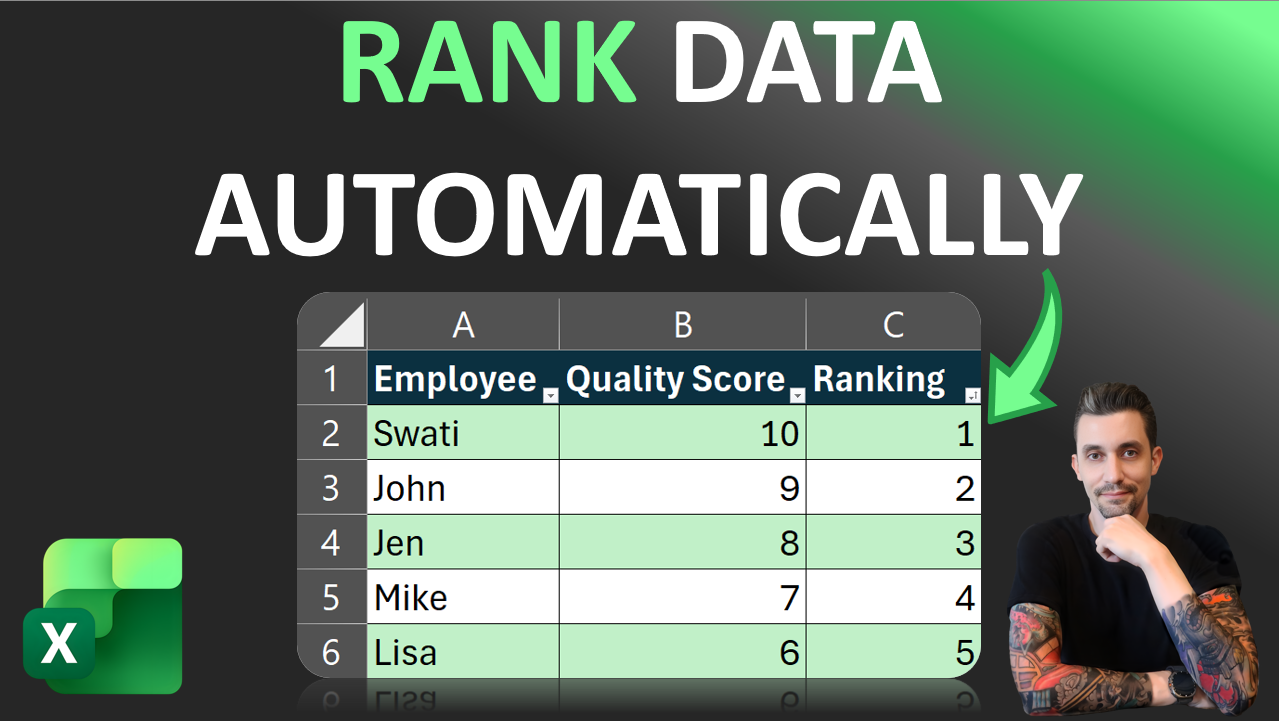 RANK DATA
AUTOMATICALLY
A B C
1 Employee Quality Score Ranking
2 Swati 10 1
3 John 9 2
4 Jen 8 3
5 Mike 7 4
6 Lisa 6 5
X